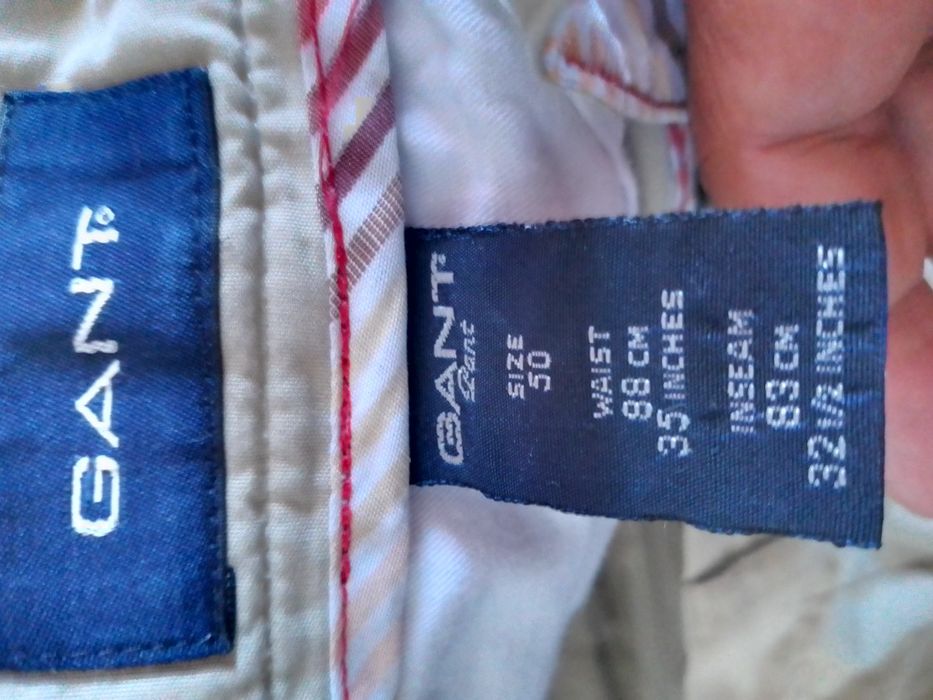 GANT
GANT
Pant
SIZE
50
WAIST
88 CM
35 INCHES
INSEAM
83 CM
32 1/2 INCHES